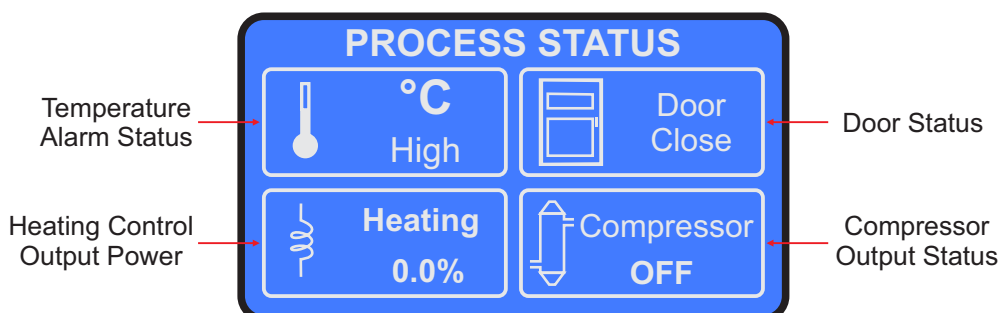 PROCESS STATUS
Temperature
Alarm Status
°C
High
Door
Close
Door Status
Heating Control
Output Power
Heating
0.0%
Compressor
OFF
Compressor
Output Status